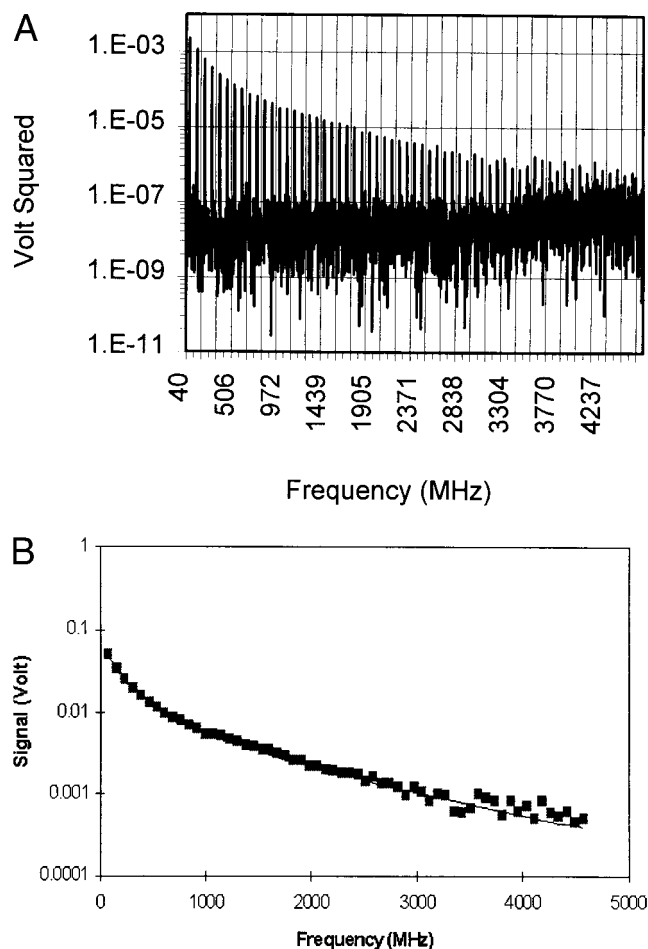 A
Volt Squared
1.E-03
1.E-05
1.E-07
1.E-09
1.E-11
40
506
972
1439
1905
2371
2838
3304
3770
4237
Frequency (MHz)
B
Signal (Volt)
1
0.1
0.01
0.001
0.0001
0
1000
2000
3000
4000
5000
Frequency (MHz)